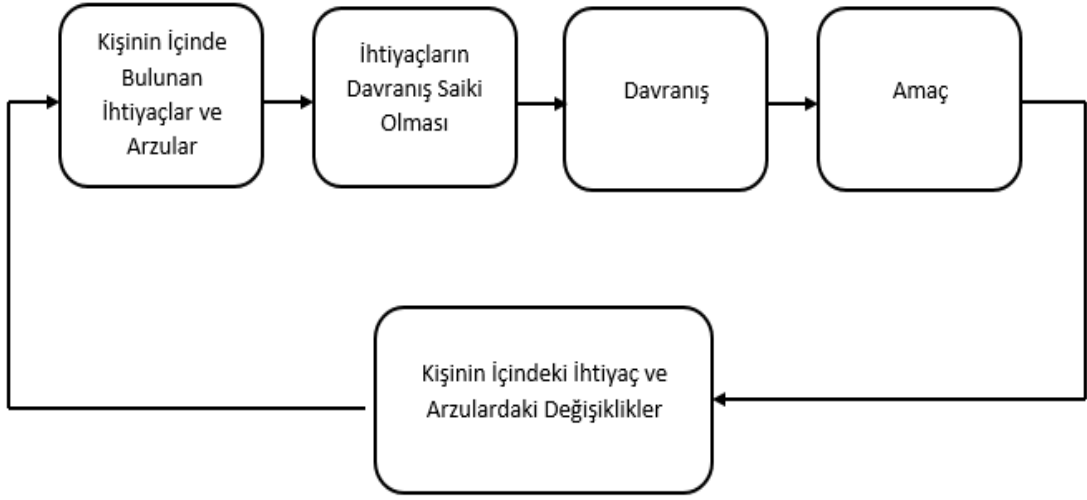 Kişinin İçinde
Bulunan
İhtiyaçlar ve
Arzular
İhtiyaçların
Davranış Saiki
Olması
Davranış
Amaç
Kişinin İçindeki İhtiyaç ve
Arzulardaki Değişiklikler